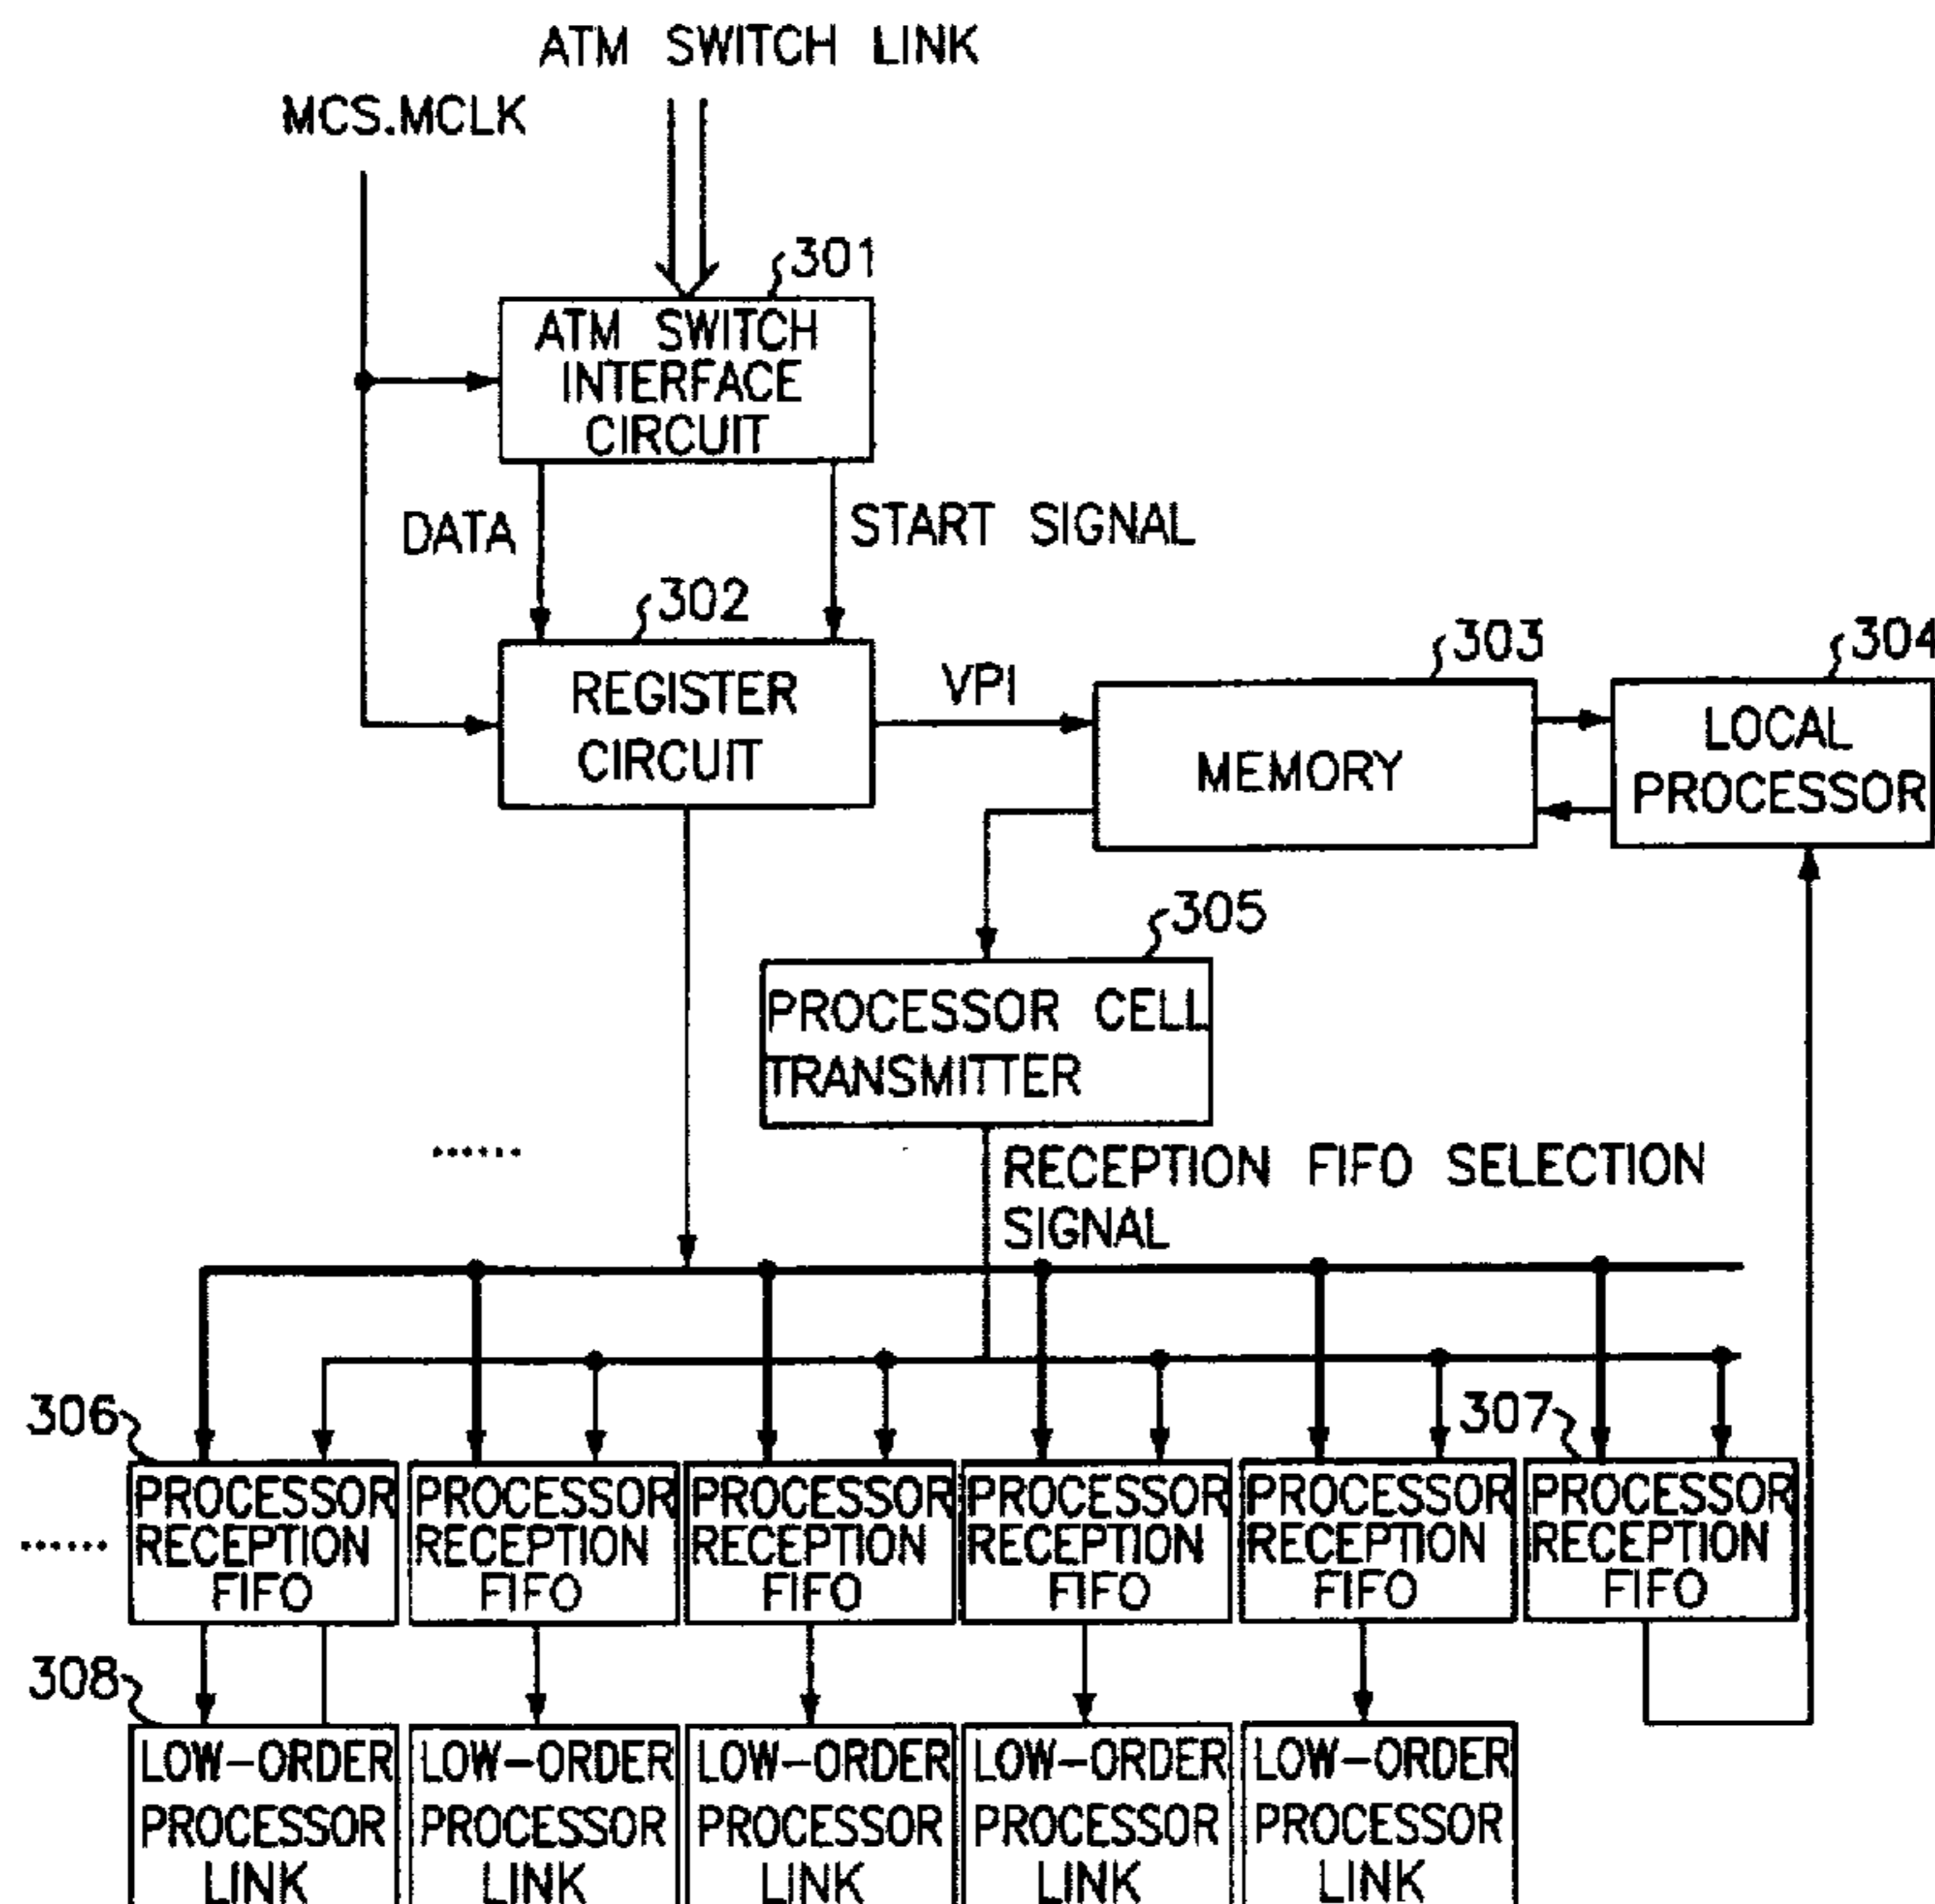 ATM SWITCH LINK
MCS.MCLK
301
ATM SWITCH
INTERFACE
CIRCUIT
DATA
START SIGNAL
302
REGISTER
CIRCUIT
VPI
303
MEMORY
304
LOCAL
PROCESSOR
305
PROCESSOR CELL
TRANSMITTER
......
RECEPTION FIFO SELECTION
SIGNAL
306
307
......
PROCESSOR
RECEPTION
FIFO
PROCESSOR
RECEPTION
FIFO
PROCESSOR
RECEPTION
FIFO
PROCESSOR
RECEPTION
FIFO
PROCESSOR
RECEPTION
FIFO
PROCESSOR
RECEPTION
FIFO
308
LOW-ORDER
PROCESSOR
LINK
LOW-ORDER
PROCESSOR
LINK
LOW-ORDER
PROCESSOR
LINK
LOW-ORDER
PROCESSOR
LINK
LOW-ORDER
PROCESSOR
LINK